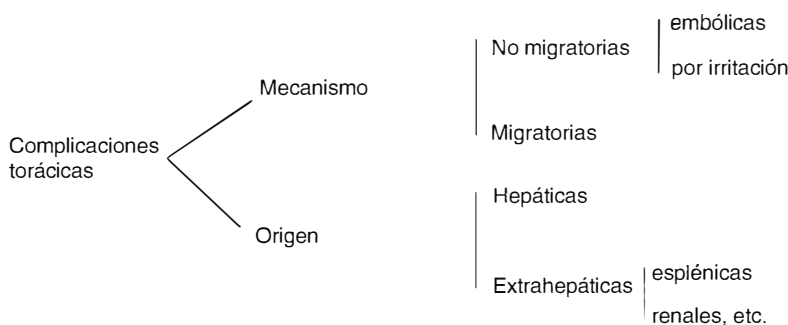 Complicaciones
torácicas
Mecanismo
No migratorias
embólicas
por irritación
Migratorias
Origen
Hepáticas
Extrahepáticas
esplénicas
renales, etc.